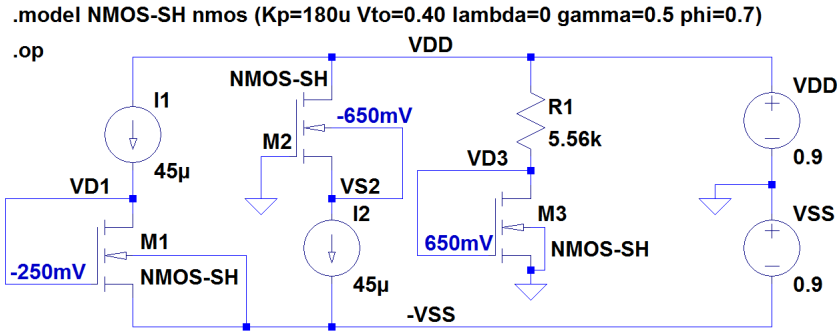 .model NMOS-SH nmos (Kp=180u Vto=0.40 lambda=0 gamma=0.5 phi=0.7)
.op
VDD
NMOS-SH
VDD
I1
-650mV
R1
M2
5.56k
45µ
0.9
VD1
VS2
VD3
I2
M3
VSS
M1
650mV
NMOS-SH
-250mV
NMOS-SH
45µ
0.9
-VSS